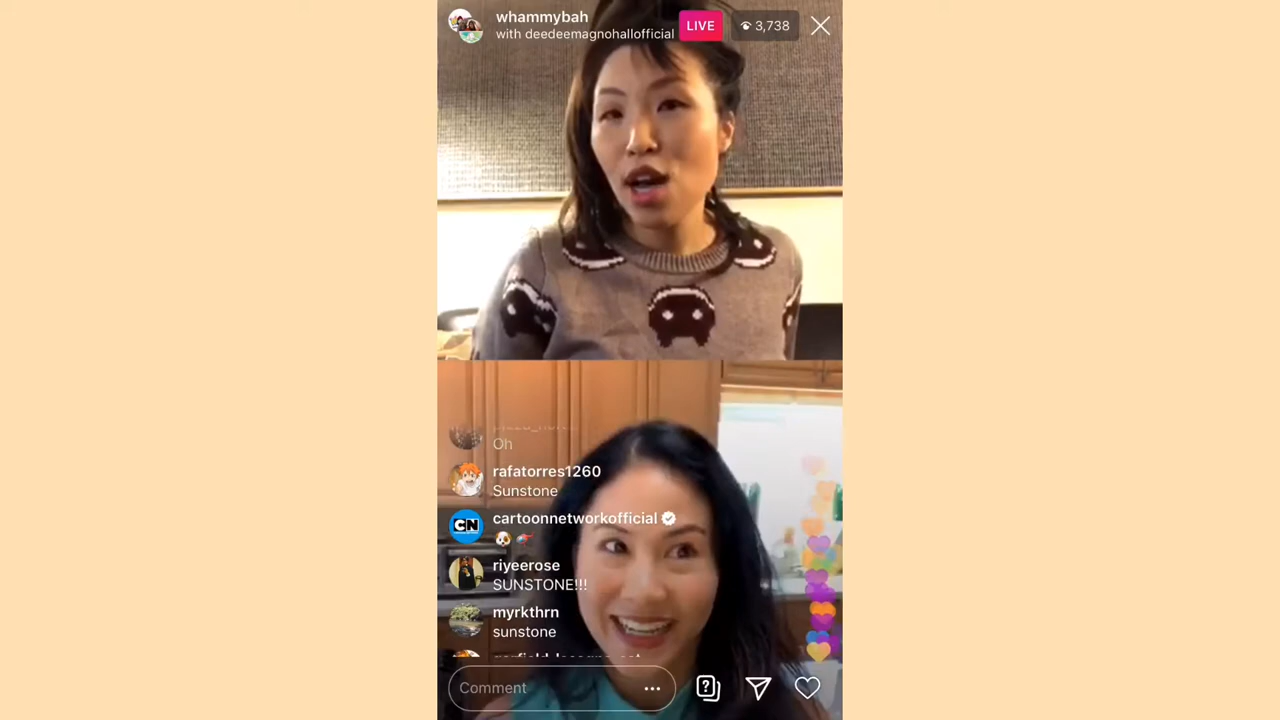 whammybah
with deedeemagnohallofficial
LIVE
3,738
Oh
rafatorres1260
Sunstone
CN
cartoonnetworkofficial
riyeerose
SUNSTONE!!!
myrkthrn
sunstone
Comment